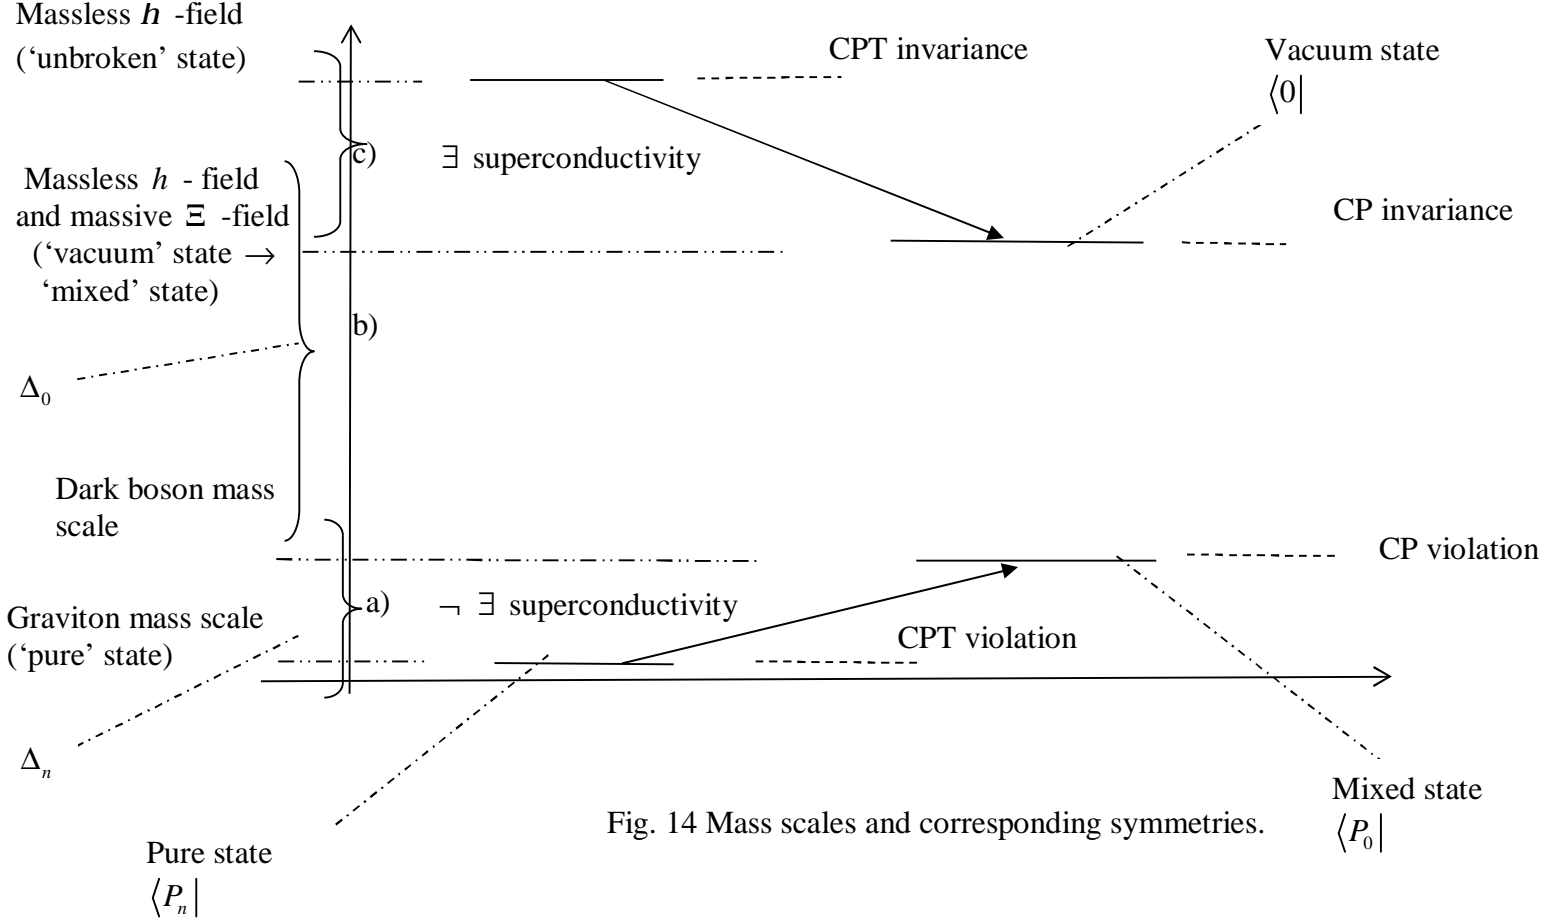 Massless h -field
(‘unbroken’ state)
CPT invariance
Vacuum state
⟨0|
c)
∃ superconductivity
Massless h - field
and massive Ξ -field
(‘vacuum’ state →
‘mixed’ state)
CP invariance
b)
Δ₀
Dark boson mass
scale
CP violation
a)
¬ ∃ superconductivity
Graviton mass scale
(‘pure’ state)
CPT violation
Δₙ
Mixed state
⟨P₀|
Fig. 14 Mass scales and corresponding symmetries.
Pure state
⟨Pₙ|